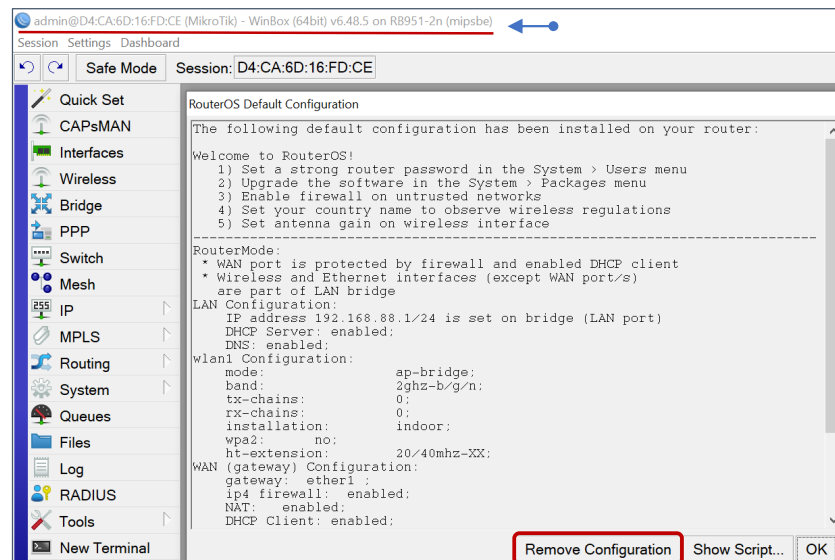 admin@D4:CA:6D:16:FD:CE (MikroTik) - WinBox (64bit) v6.48.5 on RB951-2n (mipsbe)
Session Settings Dashboard
Safe Mode Session: D4:CA:6D:16:FD:CE
Quick Set
CAPsMAN
Interfaces
Wireless
Bridge
PPP
Switch
Mesh
255
IP
MPLS
Routing
System
Queues
Files
Log
RADIUS
Tools
New Terminal
RouterOS Default Configuration
The following default configuration has been installed on your router:
Welcome to RouterOS!
1) Set a strong router password in the System > Users menu
2) Upgrade the software in the System > Packages menu
3) Enable firewall on untrusted networks
4) Set your country name to observe wireless regulations
5) Set antenna gain on wireless interface
-----------------------------------------------------------------------------
RouterMode:
* WAN port is protected by firewall and enabled DHCP client
* Wireless and Ethernet interfaces (except WAN port/s)
are part of LAN bridge
LAN Configuration:
IP address 192.168.88.1/24 is set on bridge (LAN port)
DHCP Server: enabled;
DNS: enabled;
wlan1 Configuration:
mode: ap-bridge;
band: 2ghz-b/g/n;
tx-chains: 0;
rx-chains: 0;
installation: indoor;
wpa2: no;
ht-extension: 20/40mhz-XX;
WAN (gateway) Configuration:
gateway: ether1 ;
ip4 firewall: enabled;
NAT: enabled;
DHCP Client: enabled;
Remove Configuration Show Script... OK